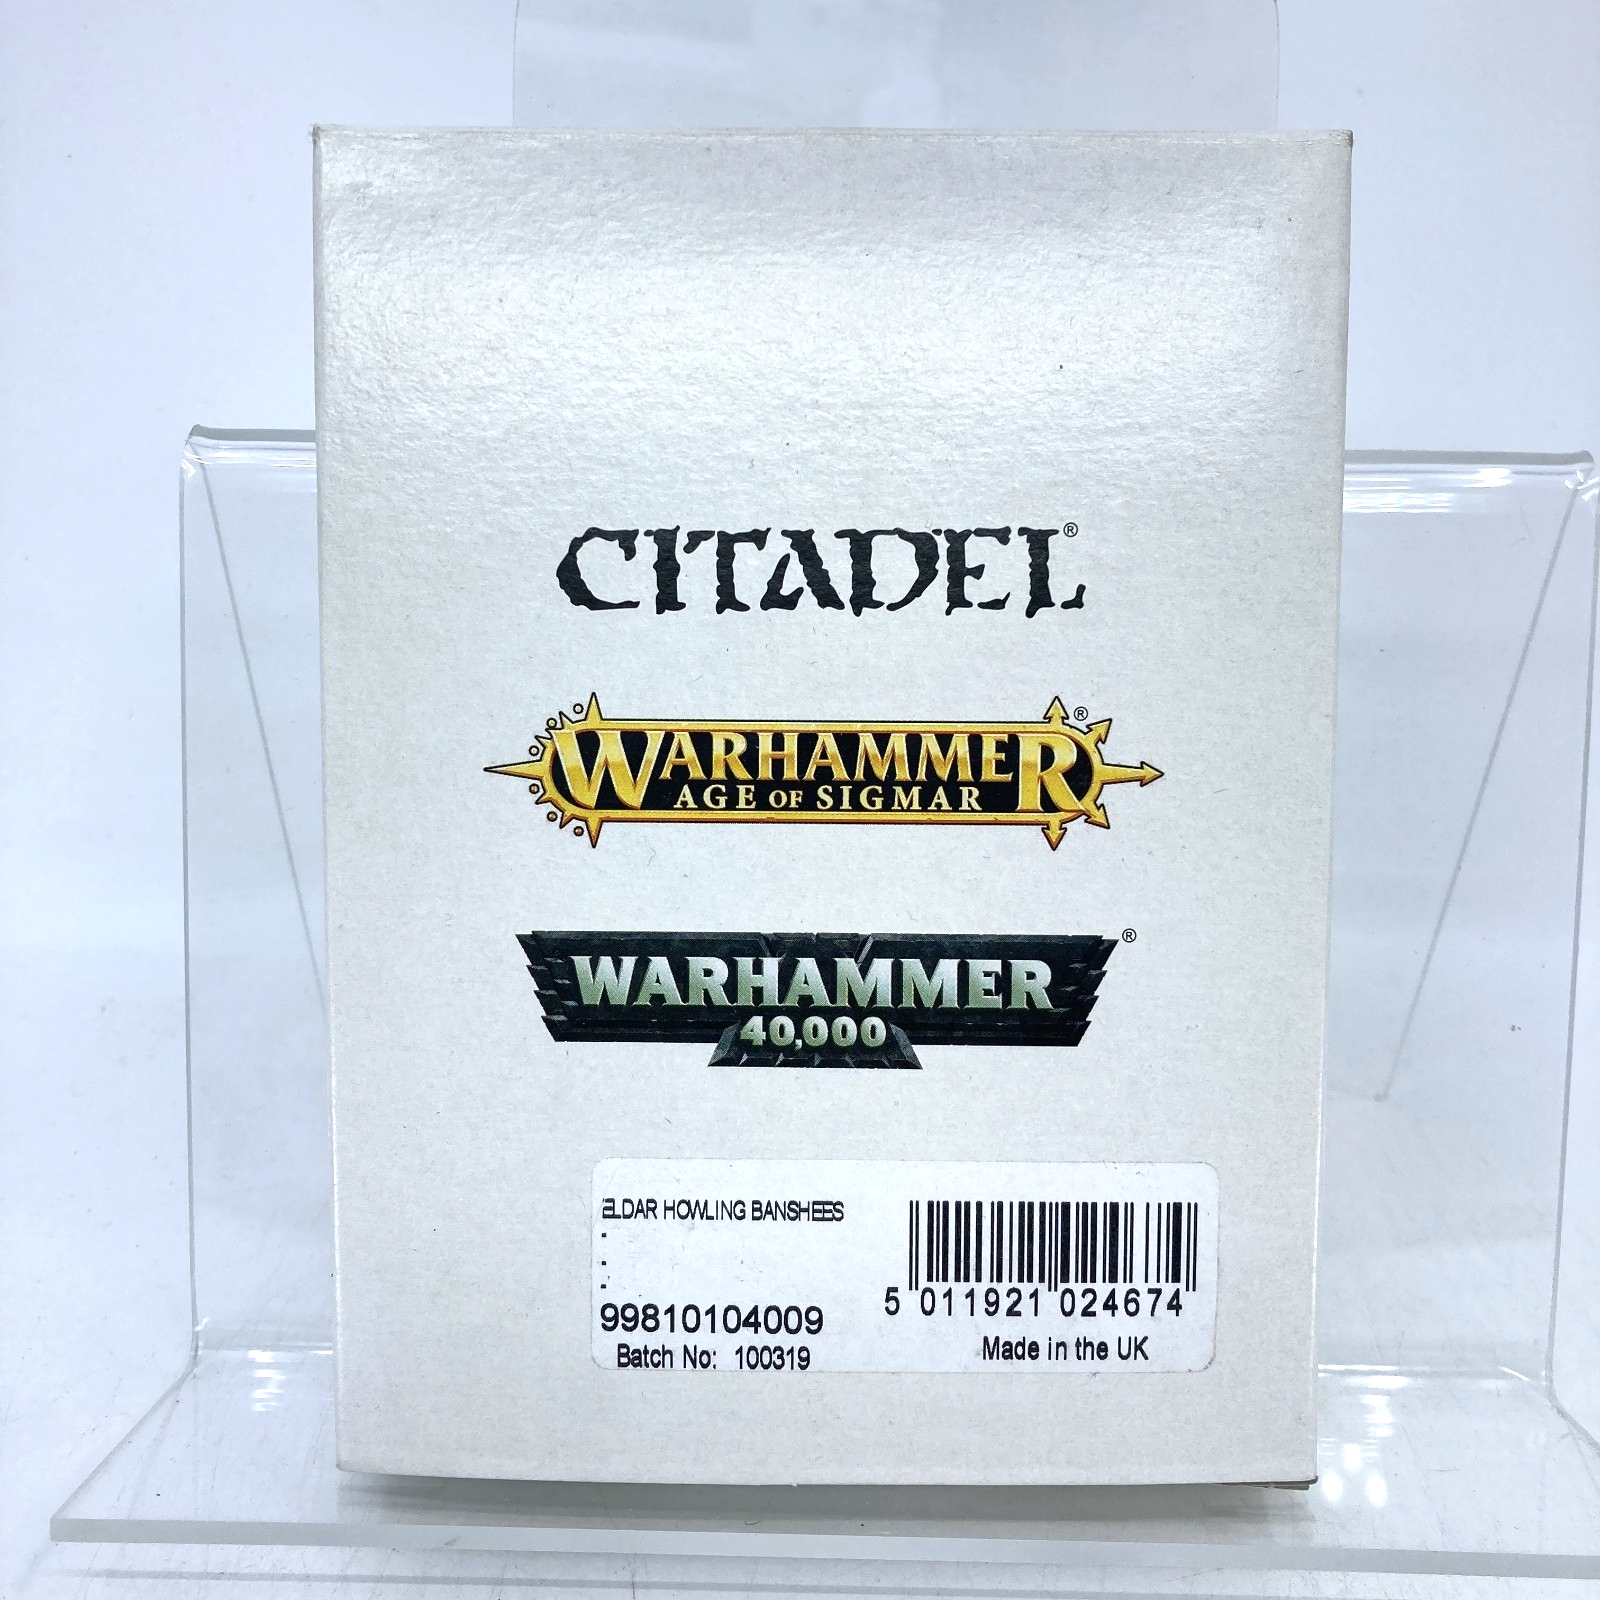 CITADEL®
WARHAMMER®
AGE OF SIGMAR
WARHAMMER®
40,000
ELDAR HOWLING BANSHEES
-
-
-
99810104009
Batch No: 100319
5 011921 024674
Made in the UK